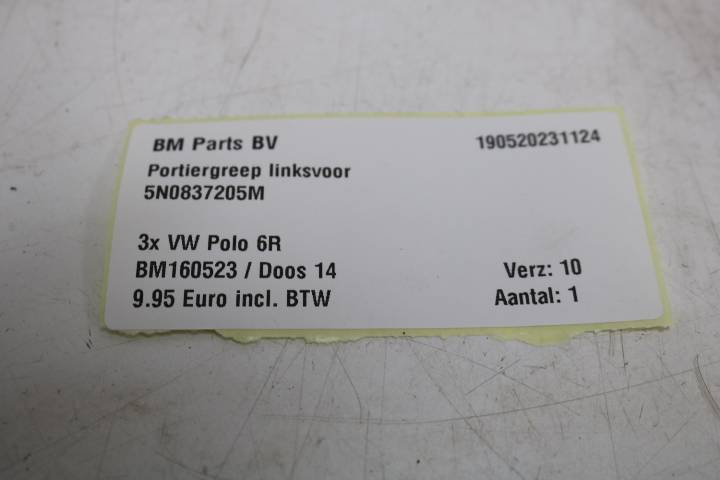 BM Parts BV 190520231124
Portiergreep linksvoor
5N0837205M
3x VW Polo 6R
BM160523 / Doos 14 Verz: 10
9.95 Euro incl. BTW Aantal: 1